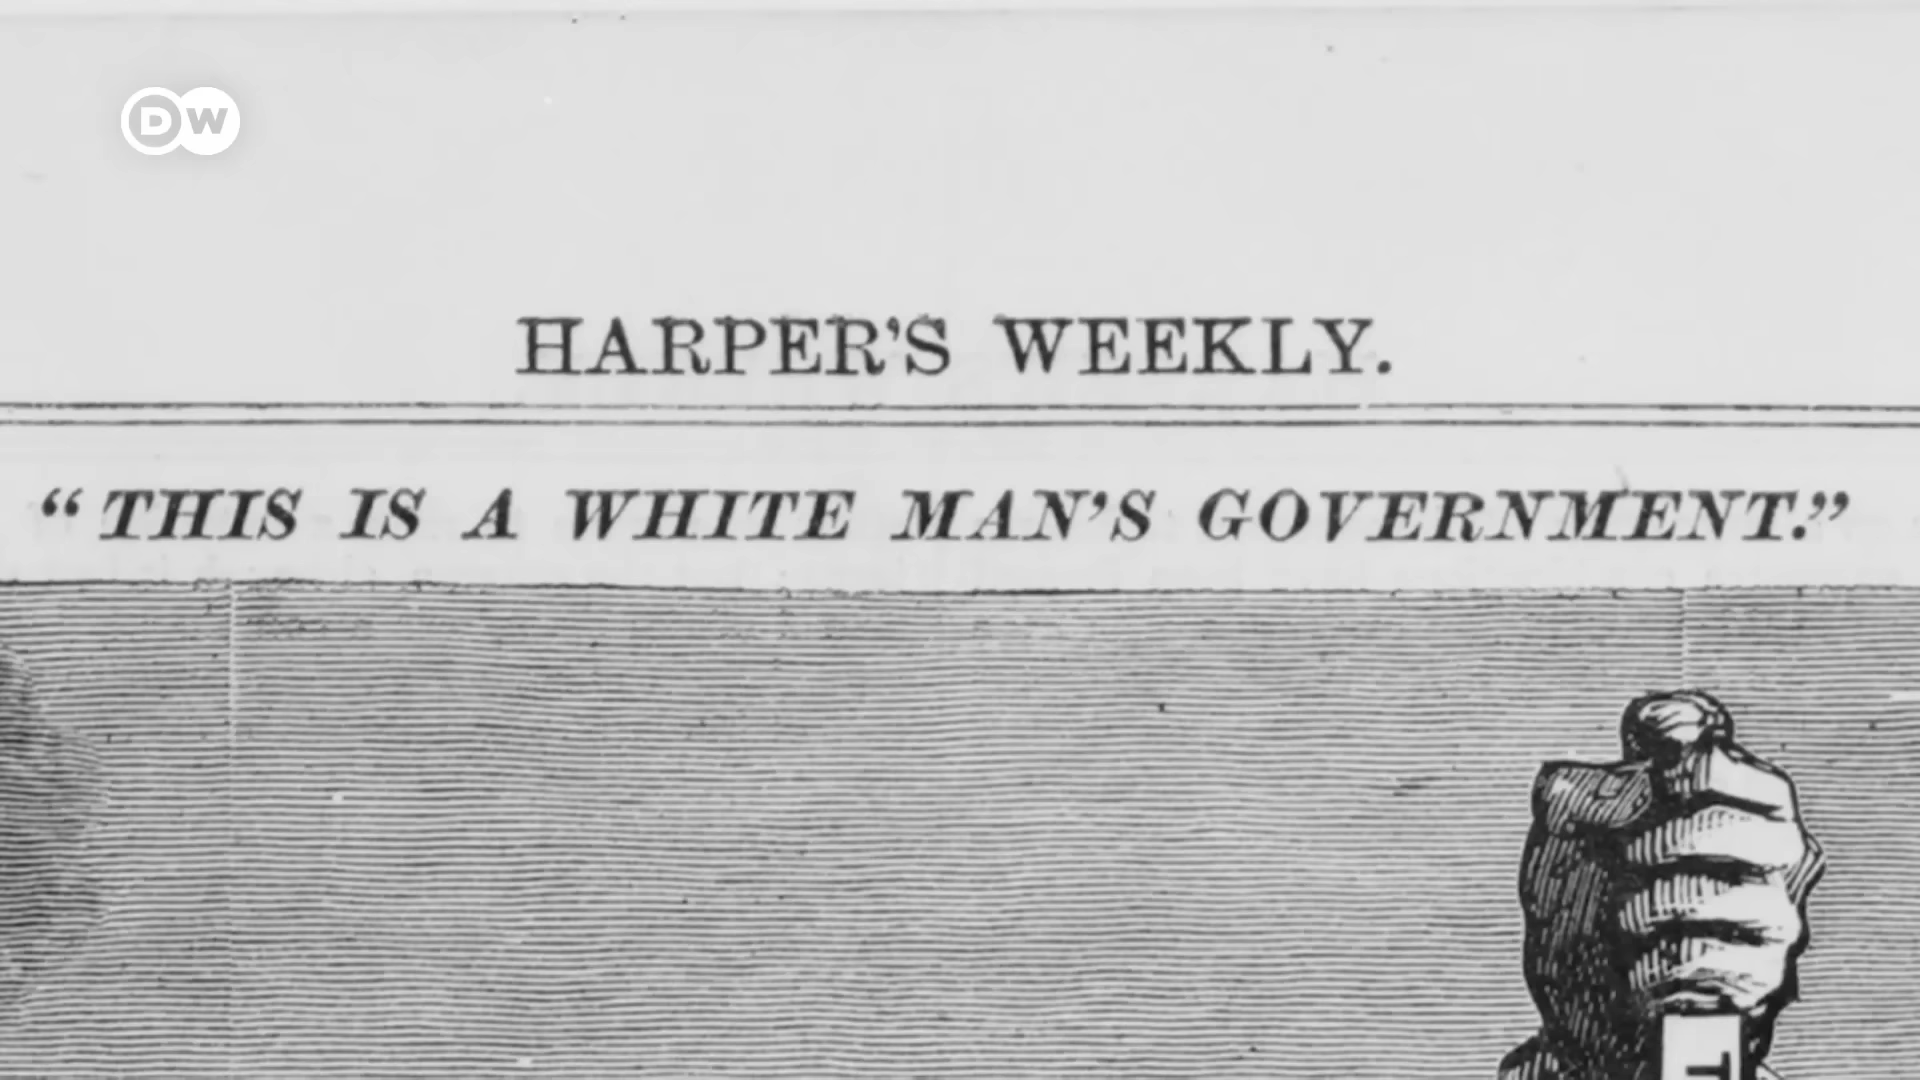 DW
HARPER'S WEEKLY.
“THIS IS A WHITE MAN'S GOVERNMENT.”
T